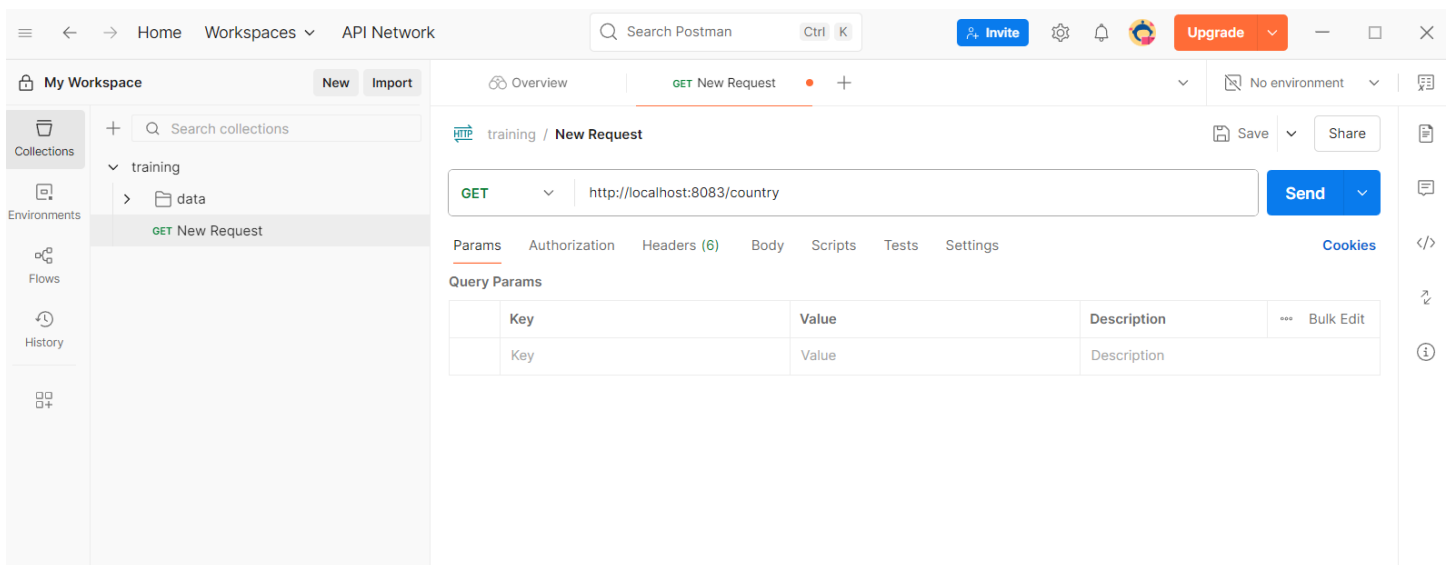 Home Workspaces API Network Search Postman Ctrl K Invite Upgrade
My Workspace New Import Overview GET New Request No environment
Collections
Search collections
training / New Request Save Share
training
GET http://localhost:8083/country Send
Environments
data
GET New Request
Params Authorization Headers (6) Body Scripts Tests Settings Cookies
Flows
Query Params
Key Value Description Bulk Edit
History
Key Value Description